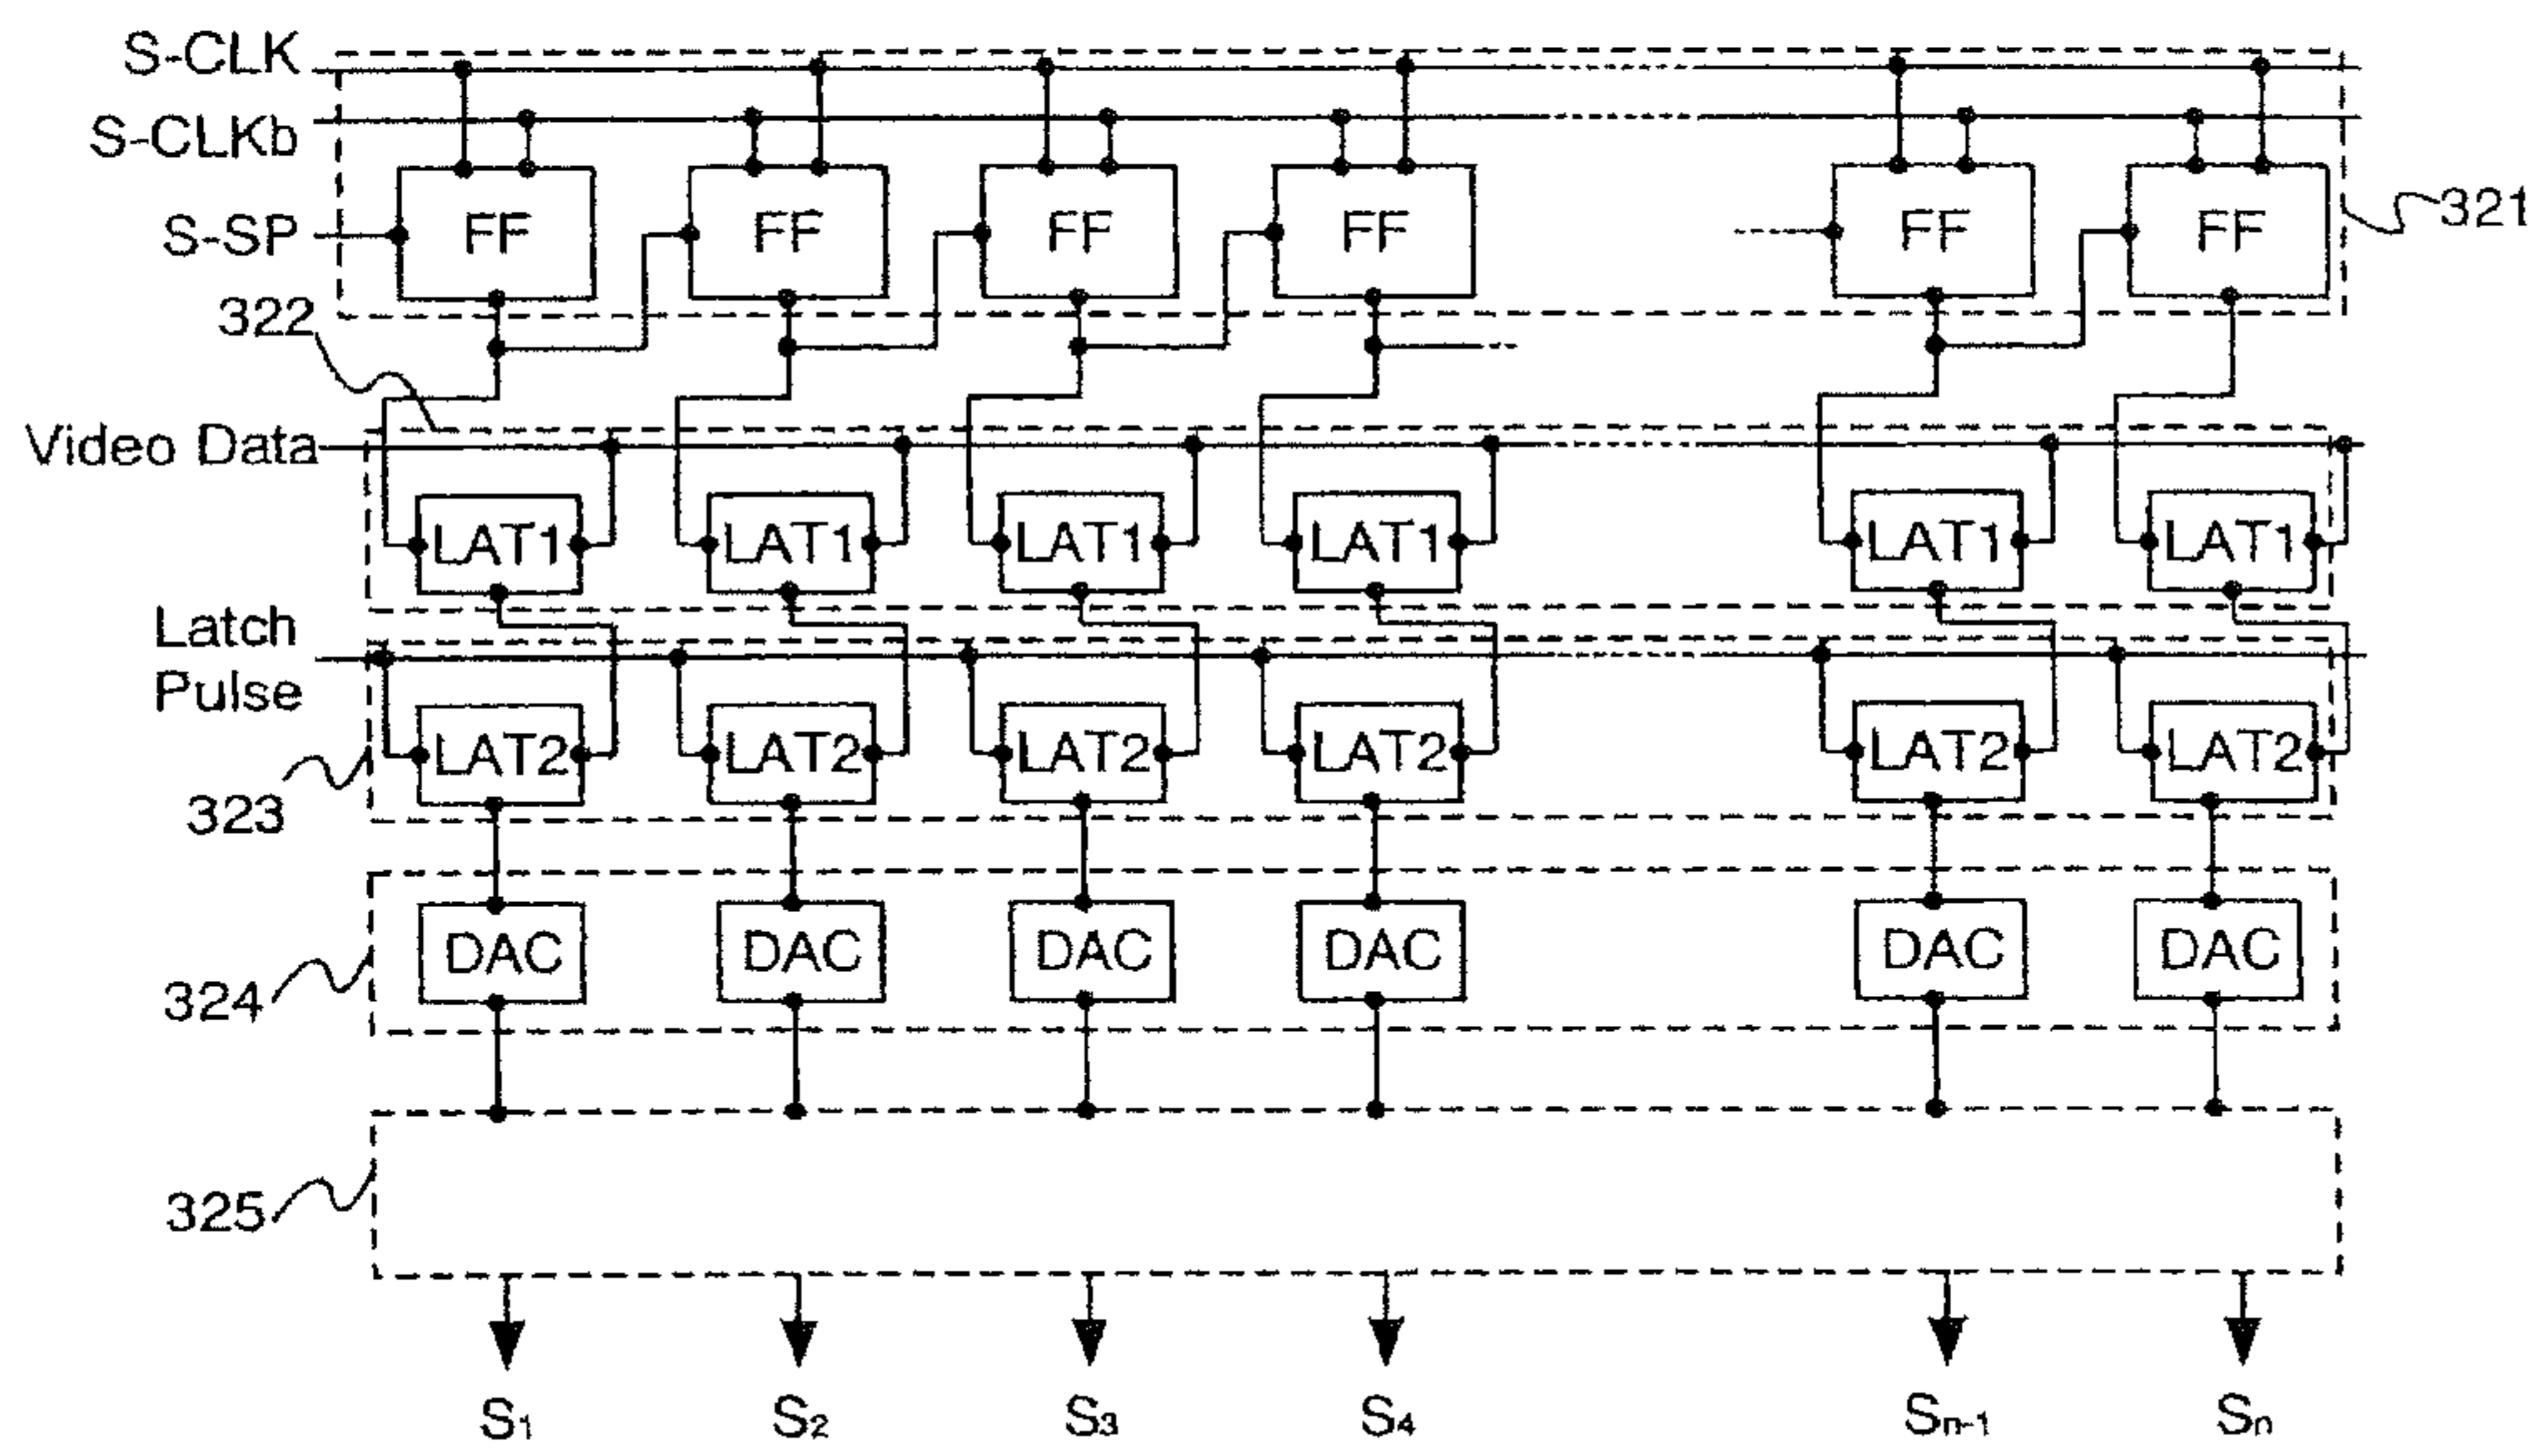 S-CLK
S-CLKb
S-SP
FF FF FF FF FF FF
321
322
Video Data
LAT1 LAT1 LAT1 LAT1 LAT1 LAT1
Latch
Pulse
LAT2 LAT2 LAT2 LAT2 LAT2 LAT2
323
DAC DAC DAC DAC DAC DAC
324
325
S1 S2 S3 S4 Sn-1 Sn